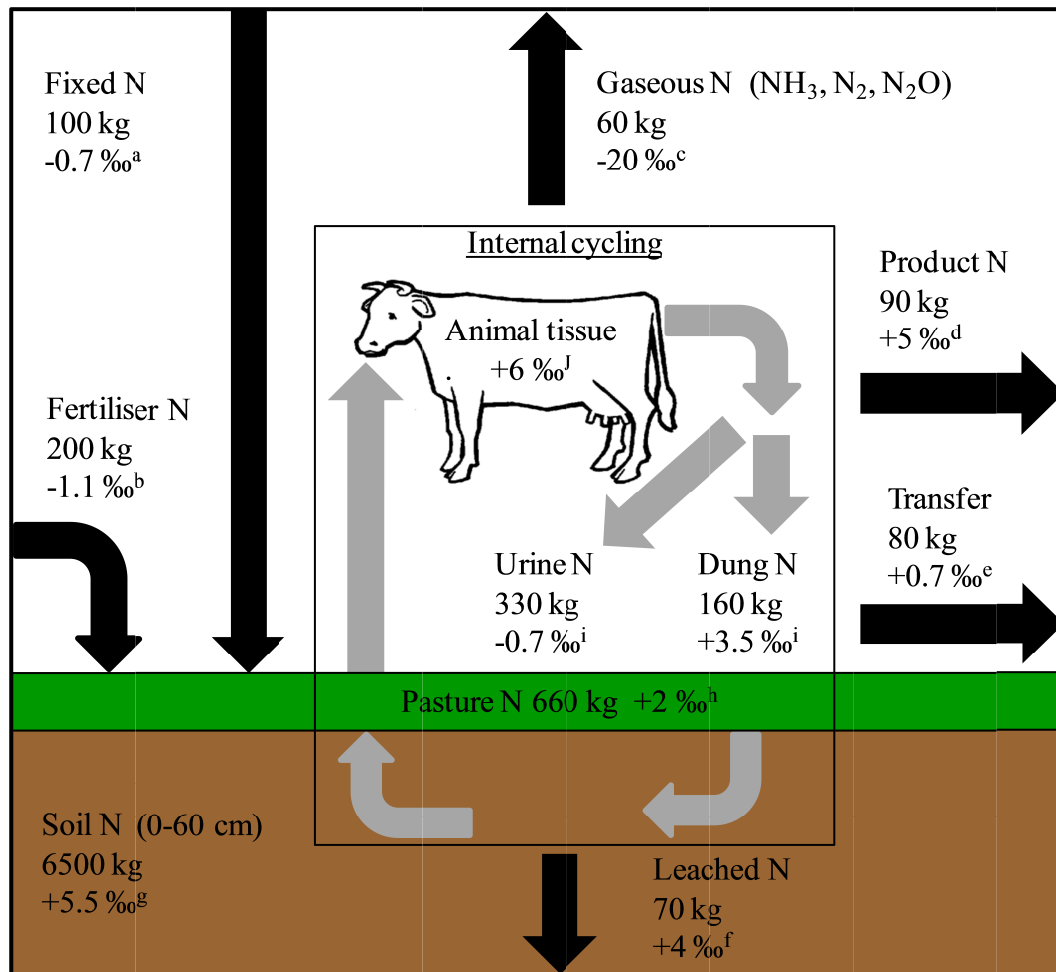 Fixed N
100 kg
-0.7 ‰ᵃ
Gaseous N (NH₃, N₂, N₂O)
60 kg
-20 ‰ᶜ
Internal cycling
Animal tissue
+6 ‰ᴶ
Product N
90 kg
+5 ‰ᵈ
Fertiliser N
200 kg
-1.1 ‰ᵇ
Transfer
80 kg
+0.7 ‰ᵉ
Urine N
330 kg
-0.7 ‰ⁱ
Dung N
160 kg
+3.5 ‰ⁱ
Pasture N 660 kg +2 ‰ʰ
Soil N (0-60 cm)
6500 kg
+5.5 ‰ᵍ
Leached N
70 kg
+4 ‰ᶠ